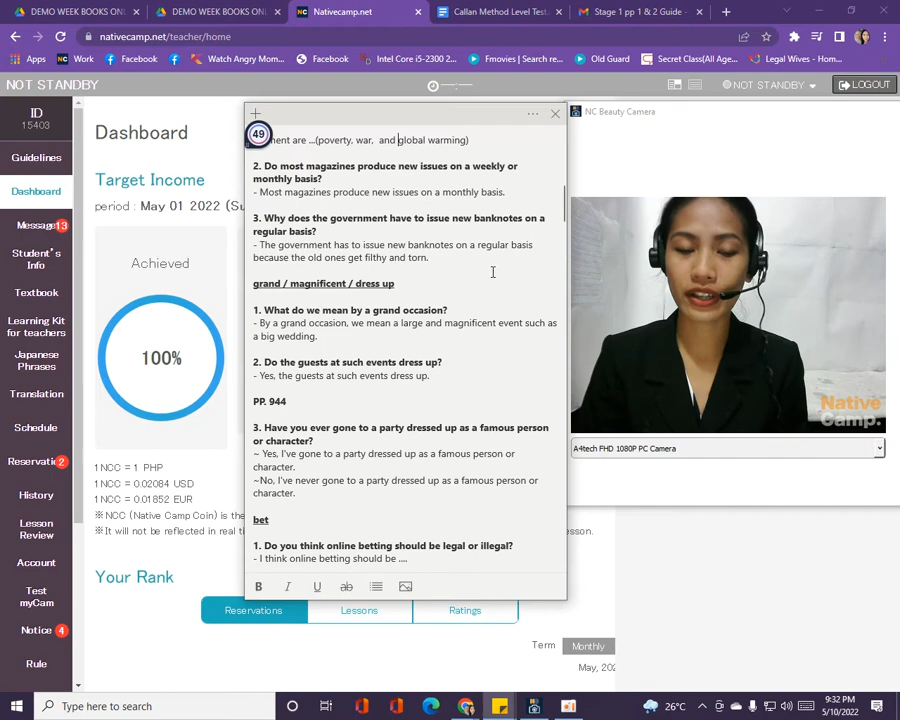 DEMO WEEK BOOKS ON
DEMO WEEK BOOKS ON
Nativecamp.net
Callan Method Level Test
Stage 1 pp 1 & 2 Guide -
nativecamp.net/teacher/home
Apps
Work
Facebook
Watch Angry Mom...
Facebook
Intel Core i5-2300 2...
Fmovies | Search re...
Old Guard
Secret Class(All Age...
Legal Wives - Hom...
NOT STANDBY
NOT STANDBY
LOGOUT
ID
15403
Guidelines
Dashboard
Message
13
Student's
Info
Textbook
Learning Kit
for teachers
Japanese
Phrases
Translation
Schedule
Reservati
2
History
Lesson
Review
Account
Test
myCam
Notice
4
Rule
Dashboard
Target Income
period : May 01 2022 (Su
Achieved
100%
1 NCC = 1 PHP
1 NCC = 0.02084 USD
1 NCC = 0.01852 EUR
※NCC (Native Camp Coin) is the
※It will not be reflected in real ti
esson.
Your Rank
Reservations
Lessons
Ratings
Term
Monthly
May, 202
49
ment are ...(poverty, war, and global warming)
2. Do most magazines produce new issues on a weekly or
monthly basis?
- Most magazines produce new issues on a monthly basis.
3. Why does the government have to issue new banknotes on a
regular basis?
- The government has to issue new banknotes on a regular basis
because the old ones get filthy and torn.
grand / magnificent / dress up
1. What do we mean by a grand occasion?
- By a grand occasion, we mean a large and magnificent event such as
a big wedding.
2. Do the guests at such events dress up?
- Yes, the guests at such events dress up.
PP. 944
3. Have you ever gone to a party dressed up as a famous person
or character?
~ Yes, I've gone to a party dressed up as a famous person or
character.
~No, I've never gone to a party dressed up as a famous person or
character.
bet
1. Do you think online betting should be legal or illegal?
- I think online betting should be ....
B I U ab
NC Beauty Camera
Native
Camp.
A4tech FHD 1080P PC Camera
Type here to search
26°C
9:32 PM
5/10/2022